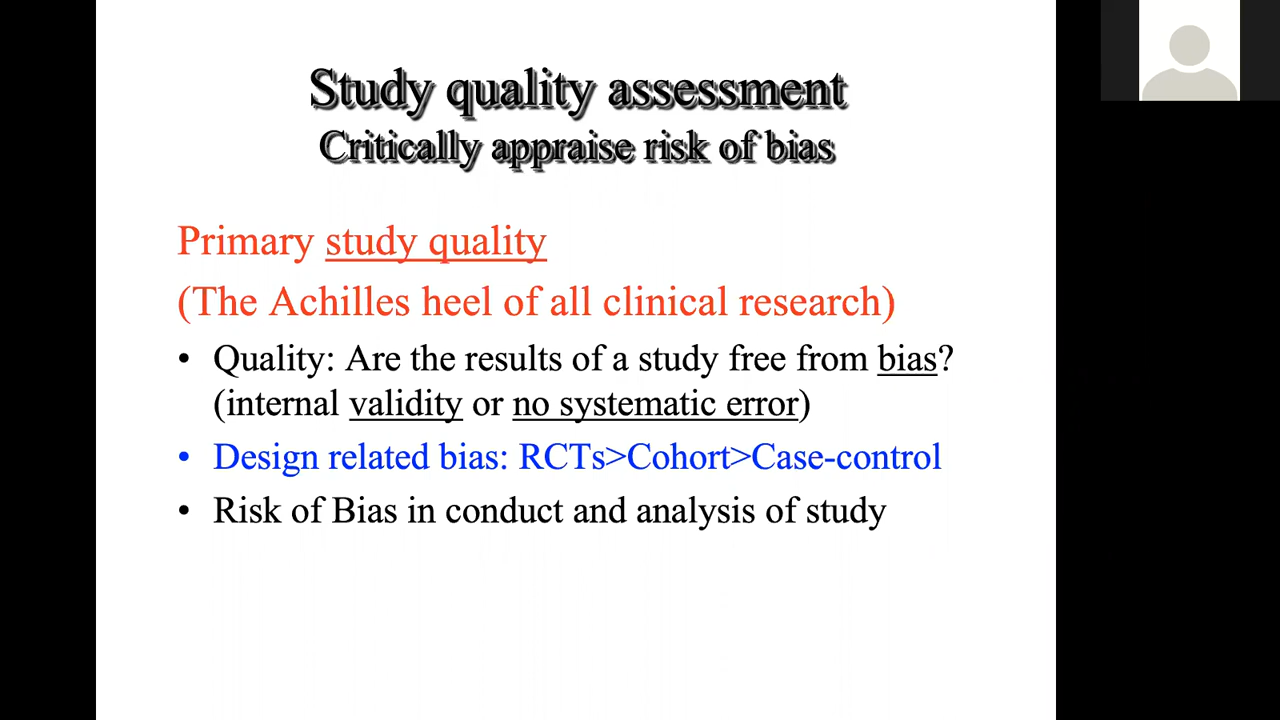 Study quality assessment
Critically appraise risk of bias
Primary study quality
(The Achilles heel of all clinical research)
• Quality: Are the results of a study free from bias?
(internal validity or no systematic error)
• Design related bias: RCTs>Cohort>Case-control
• Risk of Bias in conduct and analysis of study